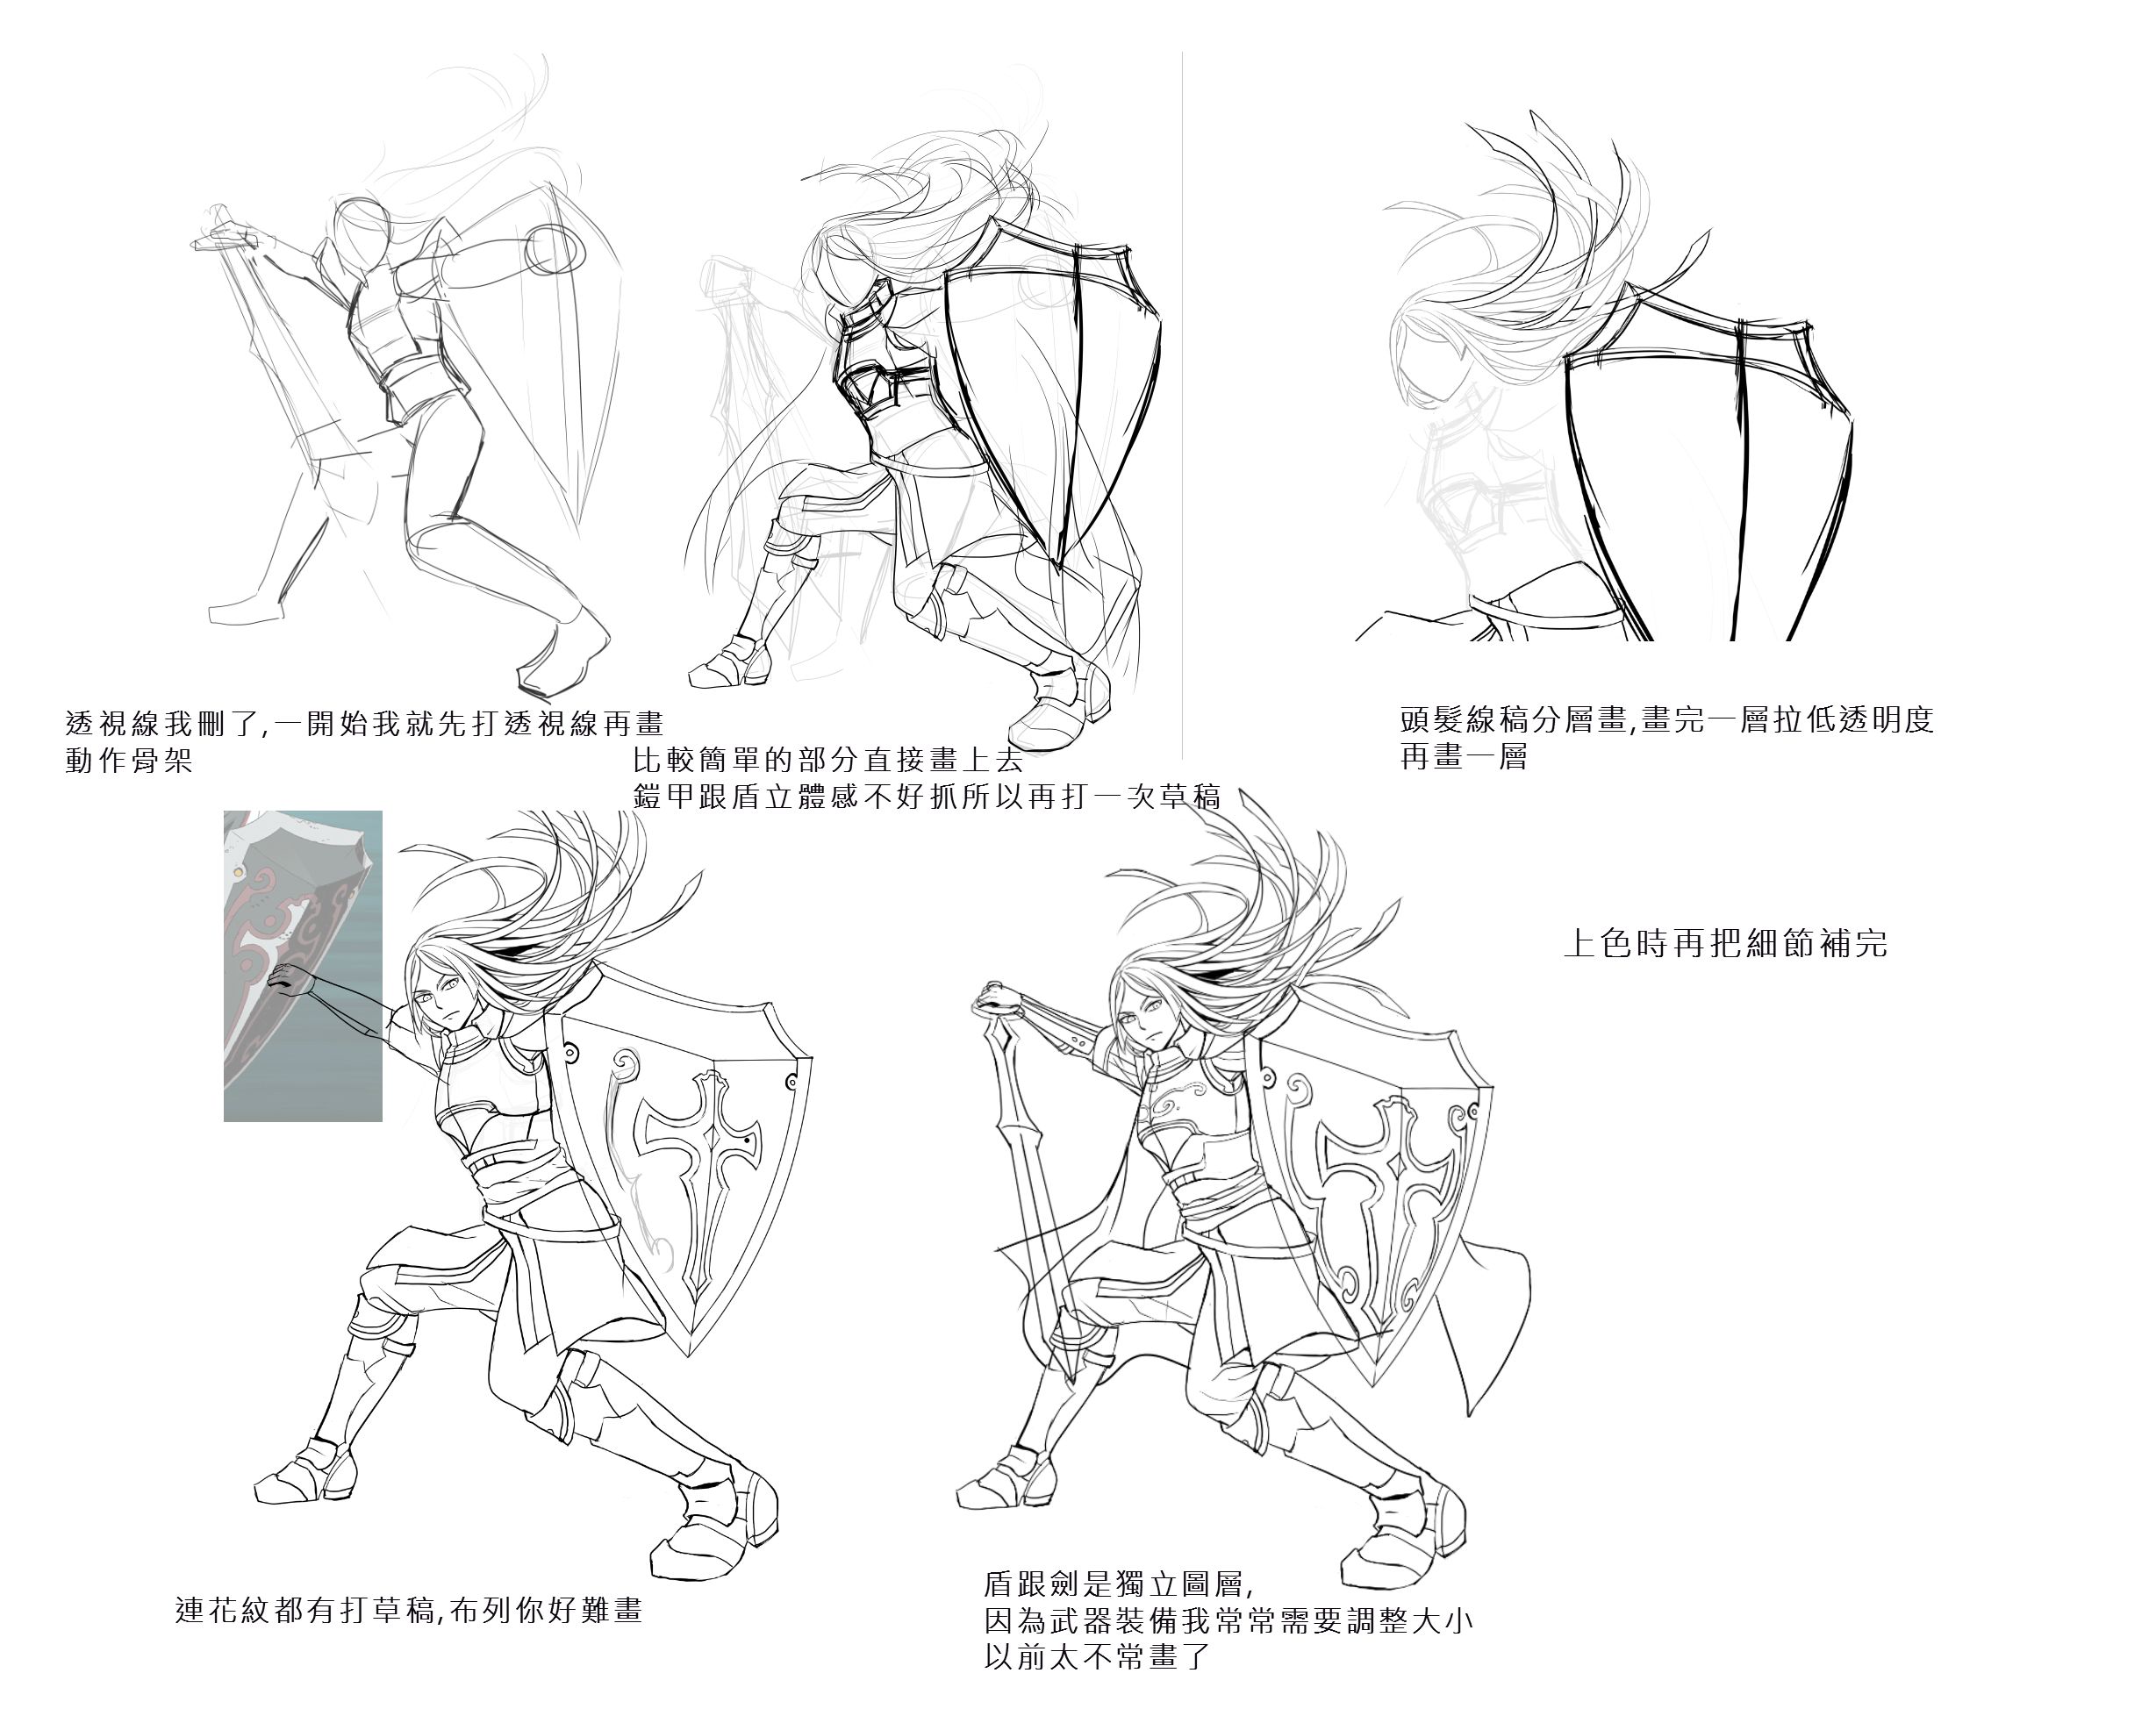 透視線我刪了,一開始我就先打透視線再畫
動作骨架
比較簡單的部分直接畫上去
鎧甲跟盾立體感不好抓所以再打一次草稿
頭髮線稿分層畫,畫完一層拉低透明度
再畫一層
上色時再把細節補完
連花紋都有打草稿,布列你好難畫
盾跟劍是獨立圖層,
因為武器裝備我常常需要調整大小
以前太不常畫了